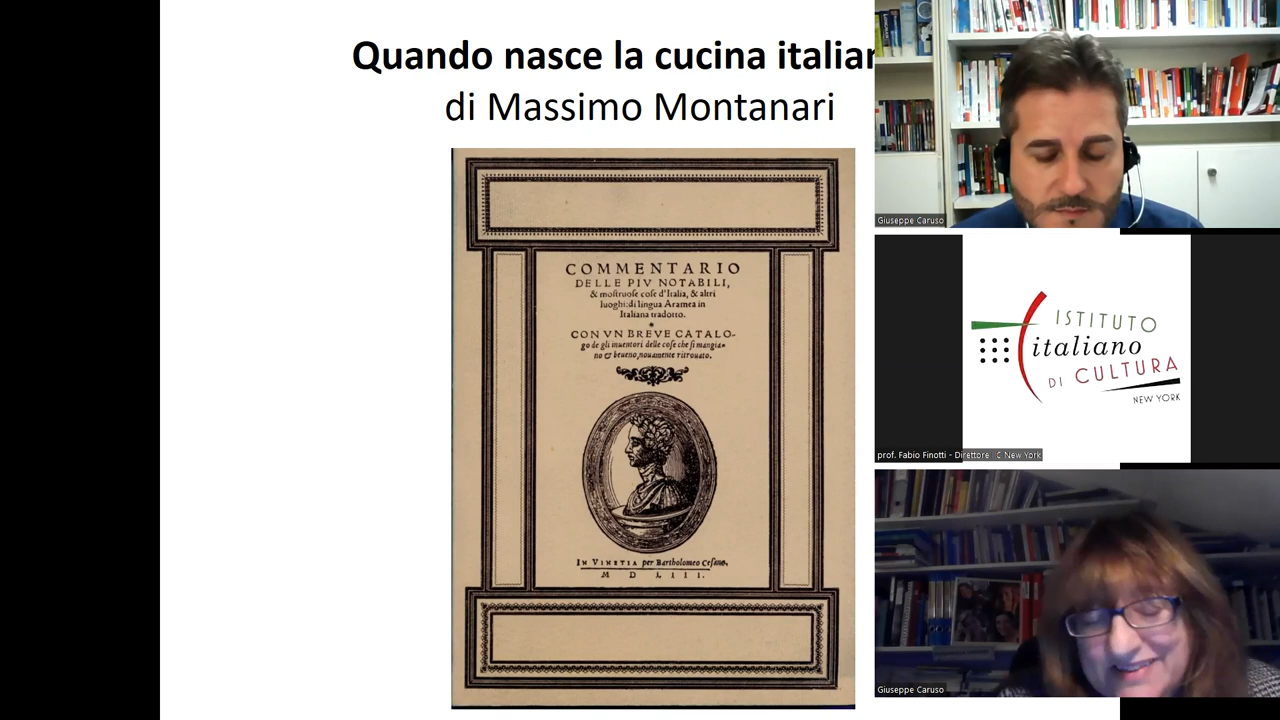 Quando nasce la cucina italian
di Massimo Montanari
COMMENTARIO
DELLE PIV NOTABILI,
& mostruose cose d'Italia, & altri
luoghi: di lingua Aramea in
Italiana tradotto.
CON VN BREVE CATALO-
go de gli inuentori delle cose che si mangia-
no & beueno, nouamente ritrouato.
IN VINETIA per Bartholomeo Cesano,
M D LIII.
Giuseppe Caruso
ISTITUTO
italiano
DI CULTURA
NEW YORK
prof. Fabio Finotti - Direttore IIC New York
Giuseppe Caruso